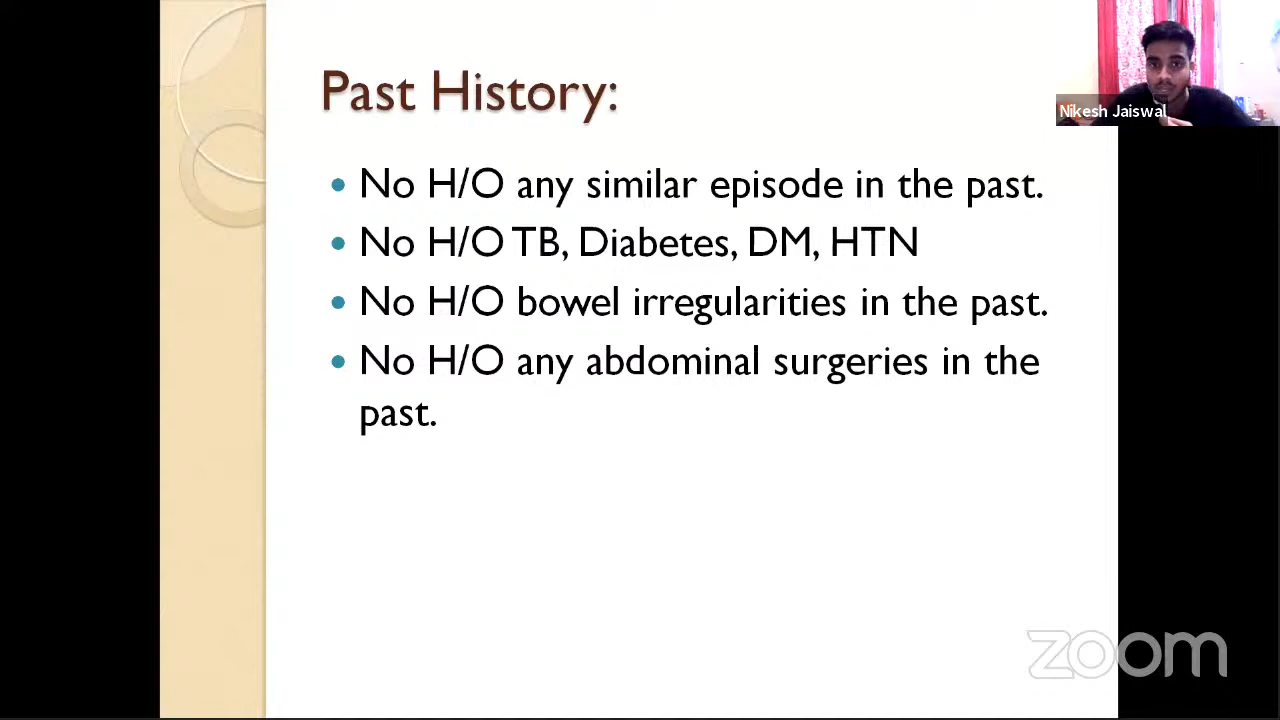 Past History:
Nikesh Jaiswal
No H/O any similar episode in the past.
No H/O TB, Diabetes, DM, HTN
No H/O bowel irregularities in the past.
No H/O any abdominal surgeries in the
past.
zoom